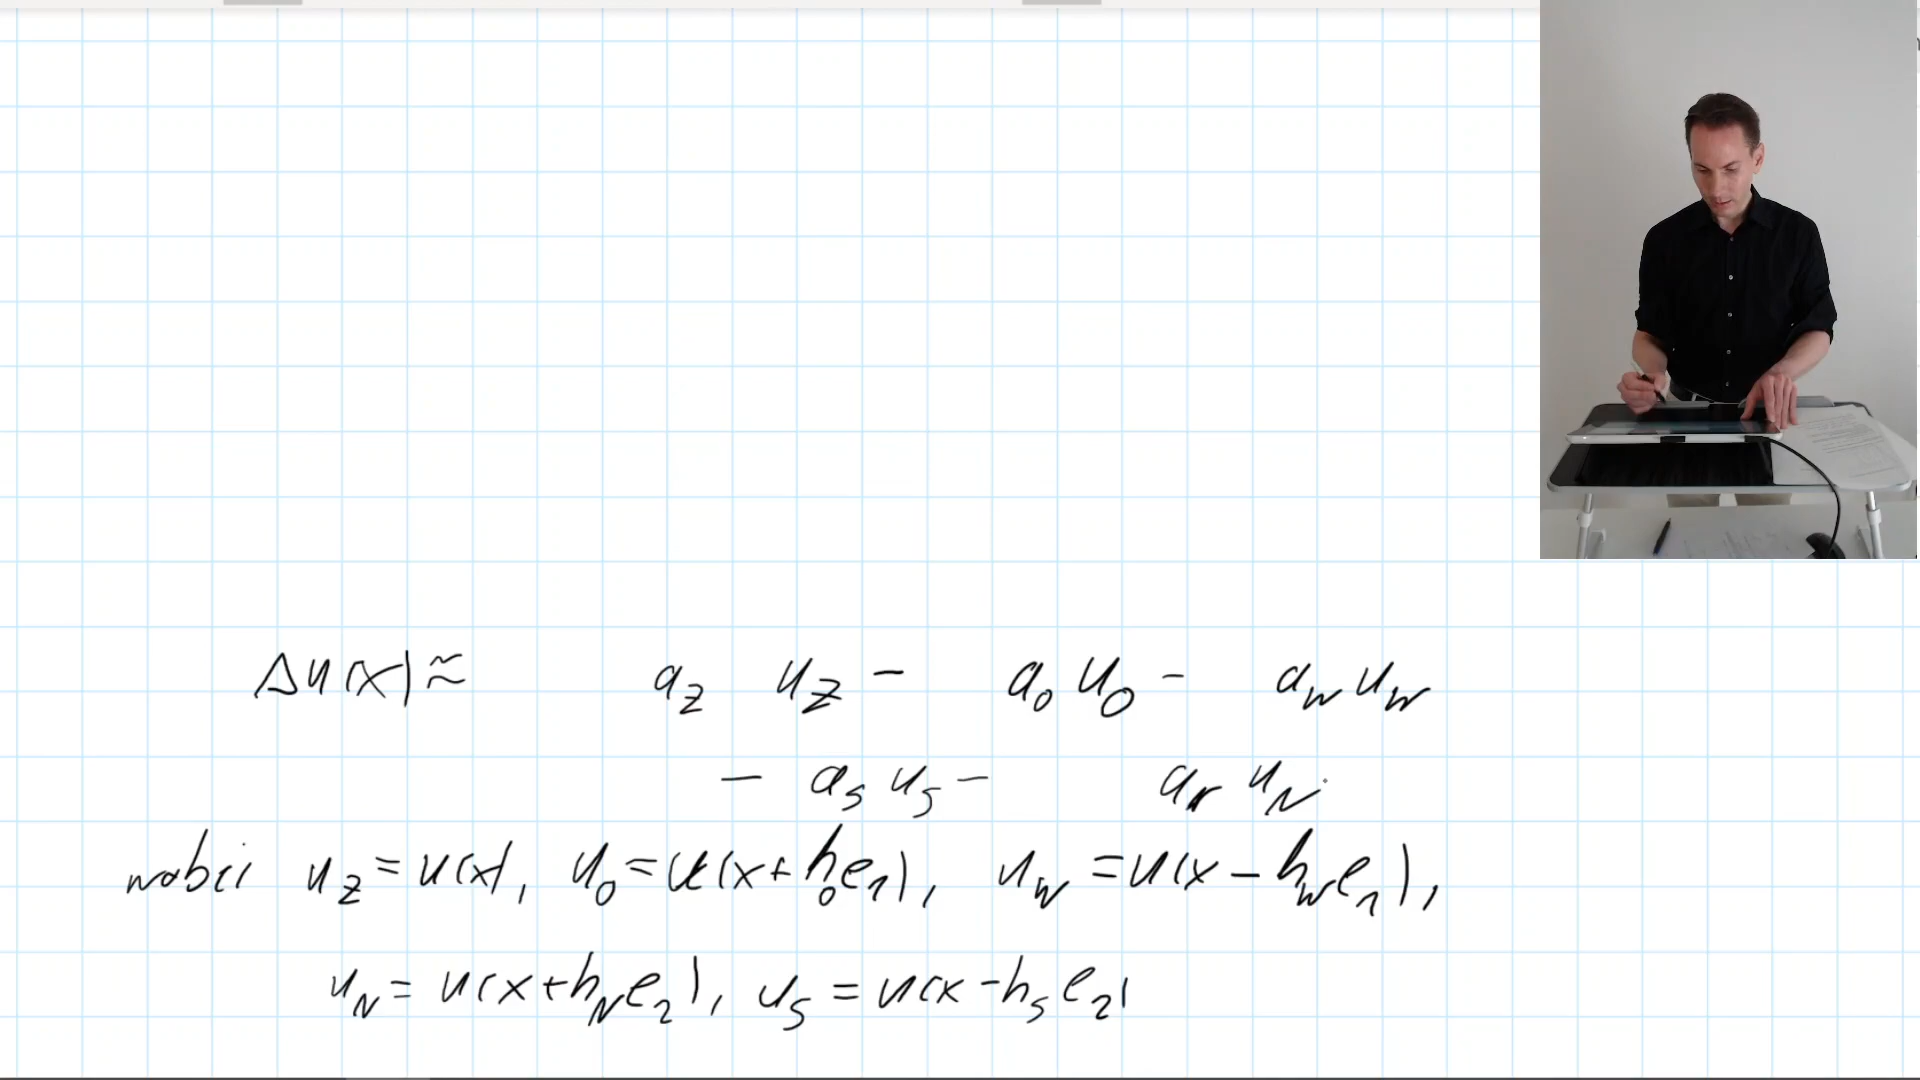 Δu(x) ≈ a_Z u_Z − a_O u_O − a_W u_W
− a_S u_S − a_N u_N
wobei u_Z = u(x), u_O = u(x + h_O e_1), u_W = u(x − h_W e_1),
u_N = u(x + h_N e_2), u_S = u(x − h_S e_2)